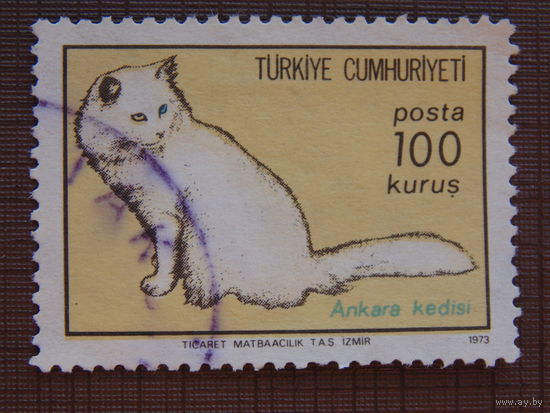 TÜRKİYE CUMHURİYETİ
posta
100
kuruş
Ankara kedisi
TİCARET MATBAACILIK T.A.Ş. İZMİR
1973
www.ay.by